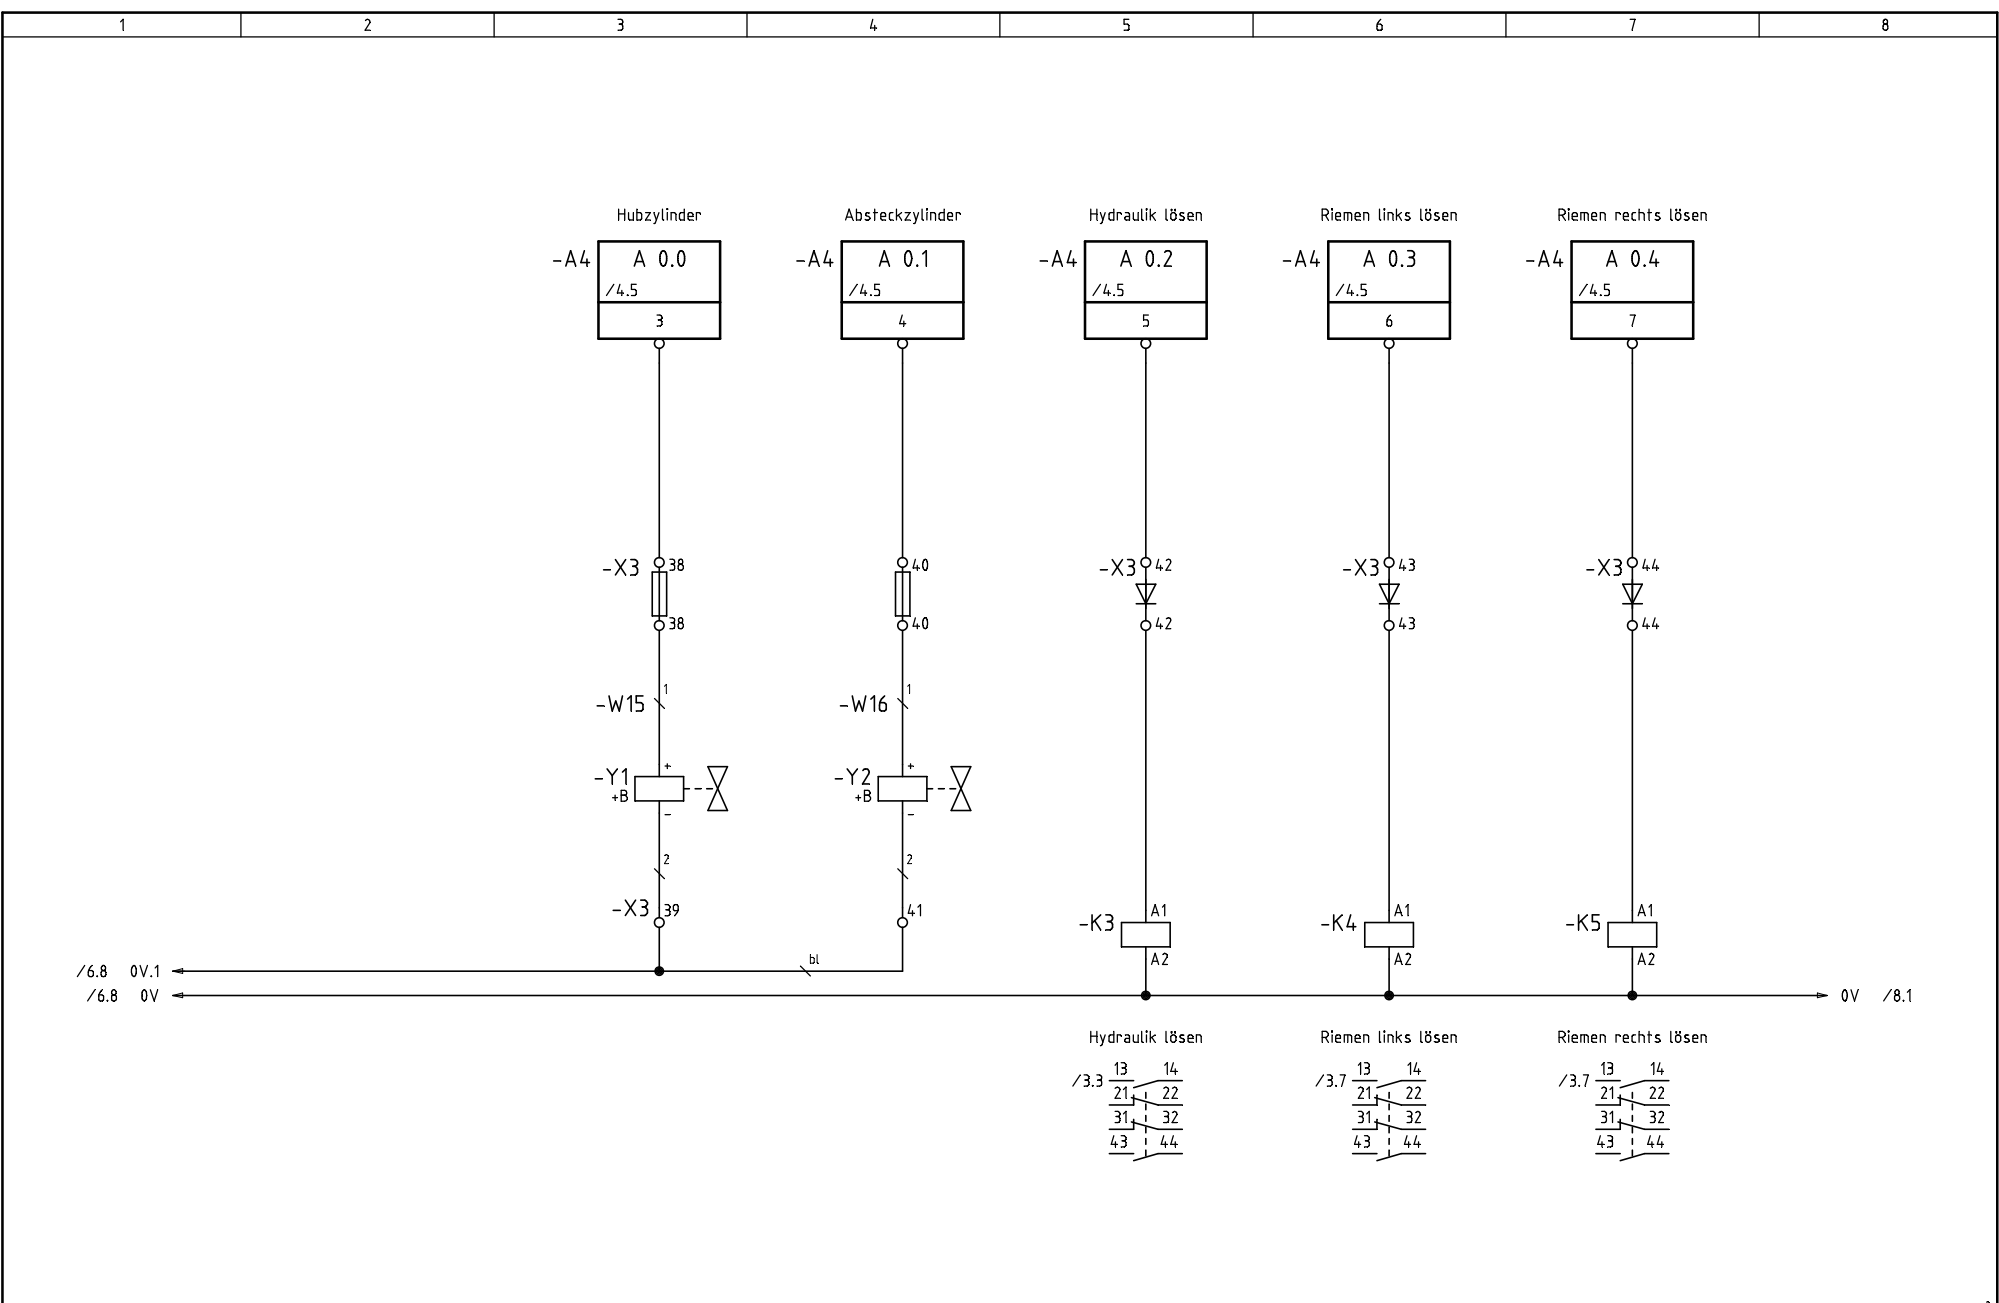 1 2 3 4 5 6 7 8
Hubzylinder Absteckzylinder Hydraulik lösen Riemen links lösen Riemen rechts lösen
-A4 A 0.0 -A4 A 0.1 -A4 A 0.2 -A4 A 0.3 -A4 A 0.4
/4.5 /4.5 /4.5 /4.5 /4.5
3 4 5 6 7
-X3 38 40 -X3 42 -X3 43 -X3 44
38 40 42 43 44
1 1
-W15 -W16
+ +
-Y1 -Y2
+B +B
- -
2 2
-X3 39 41 -K3 A1 -K4 A1 -K5 A1
bl A2 A2 A2
/6.8 0V.1
/6.8 0V 0V /8.1
Hydraulik lösen Riemen links lösen Riemen rechts lösen
13 14 13 14 13 14
/3.3 /3.7 /3.7
21 22 21 22 21 22
31 32 31 32 31 32
43 44 43 44 43 44